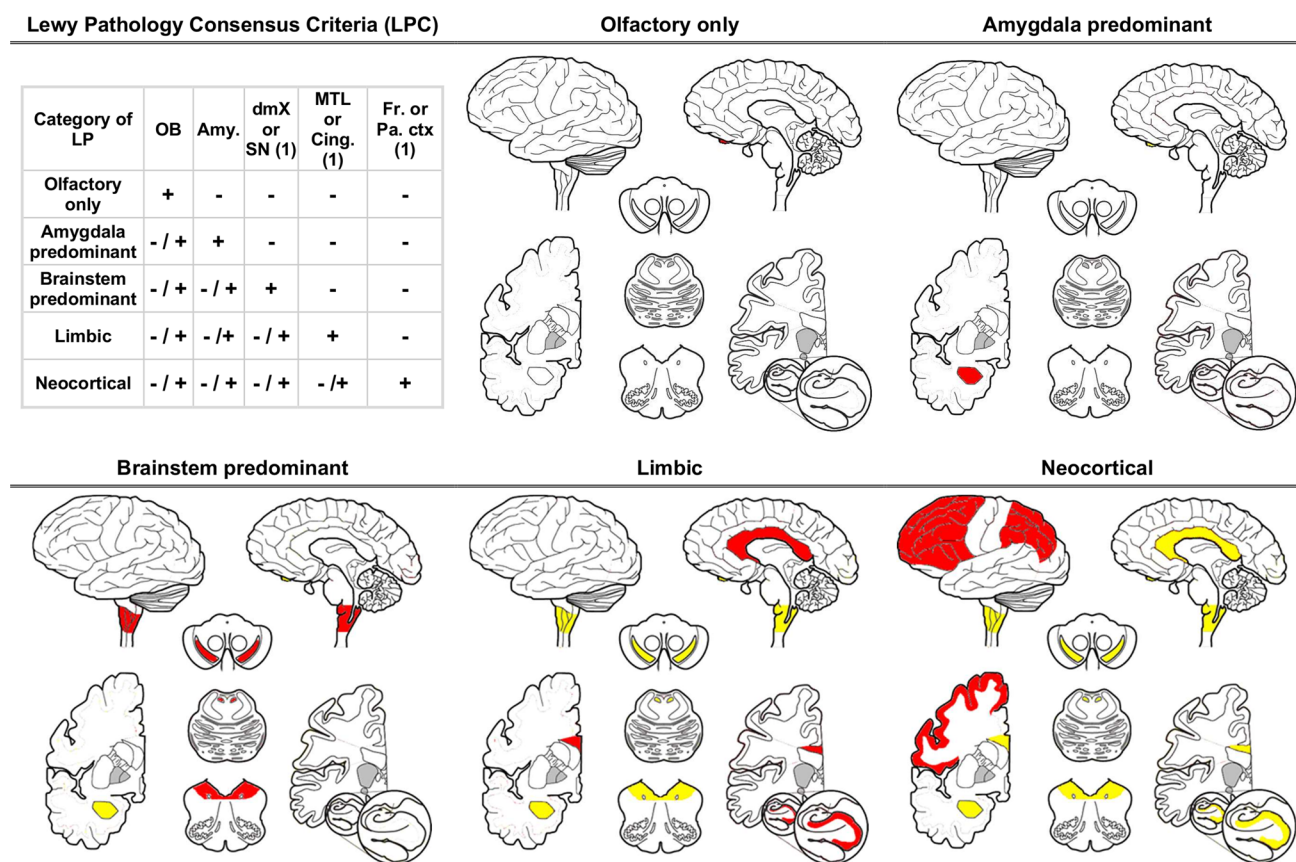 Lewy Pathology Consensus Criteria (LPC)
Olfactory only
Amygdala predominant
Category of
LP
OB
Amy.
dmX
or
SN (1)
MTL
or
Cing.
(1)
Fr. or
Pa. ctx
(1)
Olfactory
only
+
-
-
-
-
Amygdala
predominant
- / +
+
-
-
-
Brainstem
predominant
- / +
- / +
+
-
-
Limbic
- / +
- /+
- / +
+
-
Neocortical
- / +
- / +
- / +
- /+
+
Brainstem predominant
Limbic
Neocortical